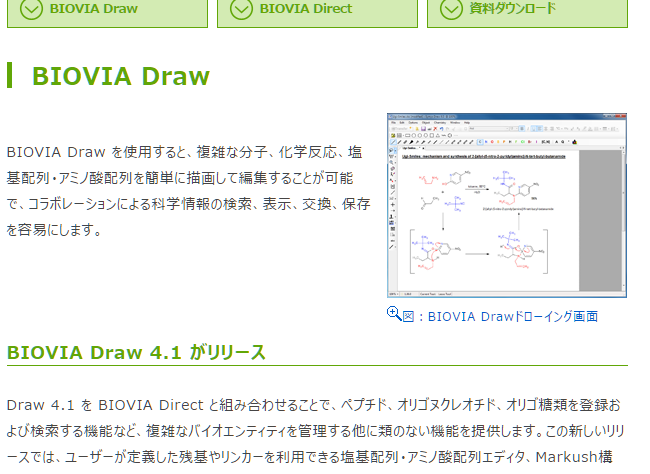 BIOVIA Draw
BIOVIA Direct
資料ダウンロード
BIOVIA Draw
BIOVIA Draw を使用すると、複雑な分子、化学反応、塩
基配列・アミノ酸配列を簡単に描画して編集することが可能
で、コラボレーションによる科学情報の検索、表示、交換、保存
を容易にします。
図：BIOVIA Drawドローイング画面
BIOVIA Draw 4.1 がリリース
Draw 4.1 を BIOVIA Direct と組み合わせることで、ペプチド、オリゴヌクレオチド、オリゴ糖類を登録お
よび検索する機能など、複雑なバイオエンティティを管理する他に類のない機能を提供します。この新しいリリ
ースでは、ユーザーが定義した残基やリンカーを利用できる塩基配列・アミノ酸配列エディタ、Markush構